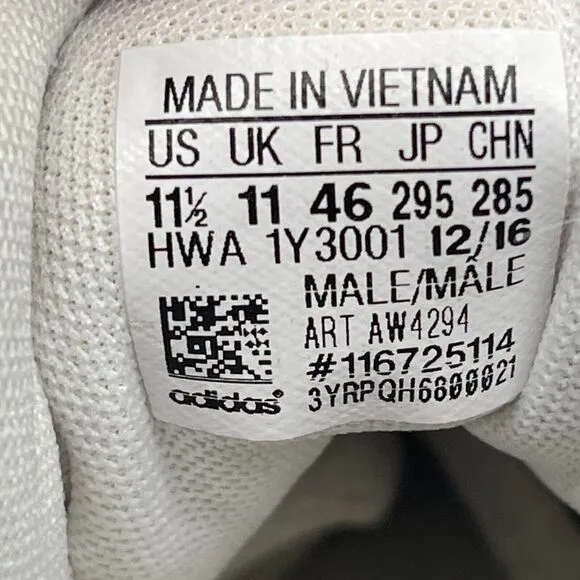 MADE IN VIETNAM
US UK FR JP CHN
11½ 11 46 295 285
HWA 1Y3001 12/16
MALE/MÂLE
ART AW4294
#116725114
3YRPQH6800021
adidas